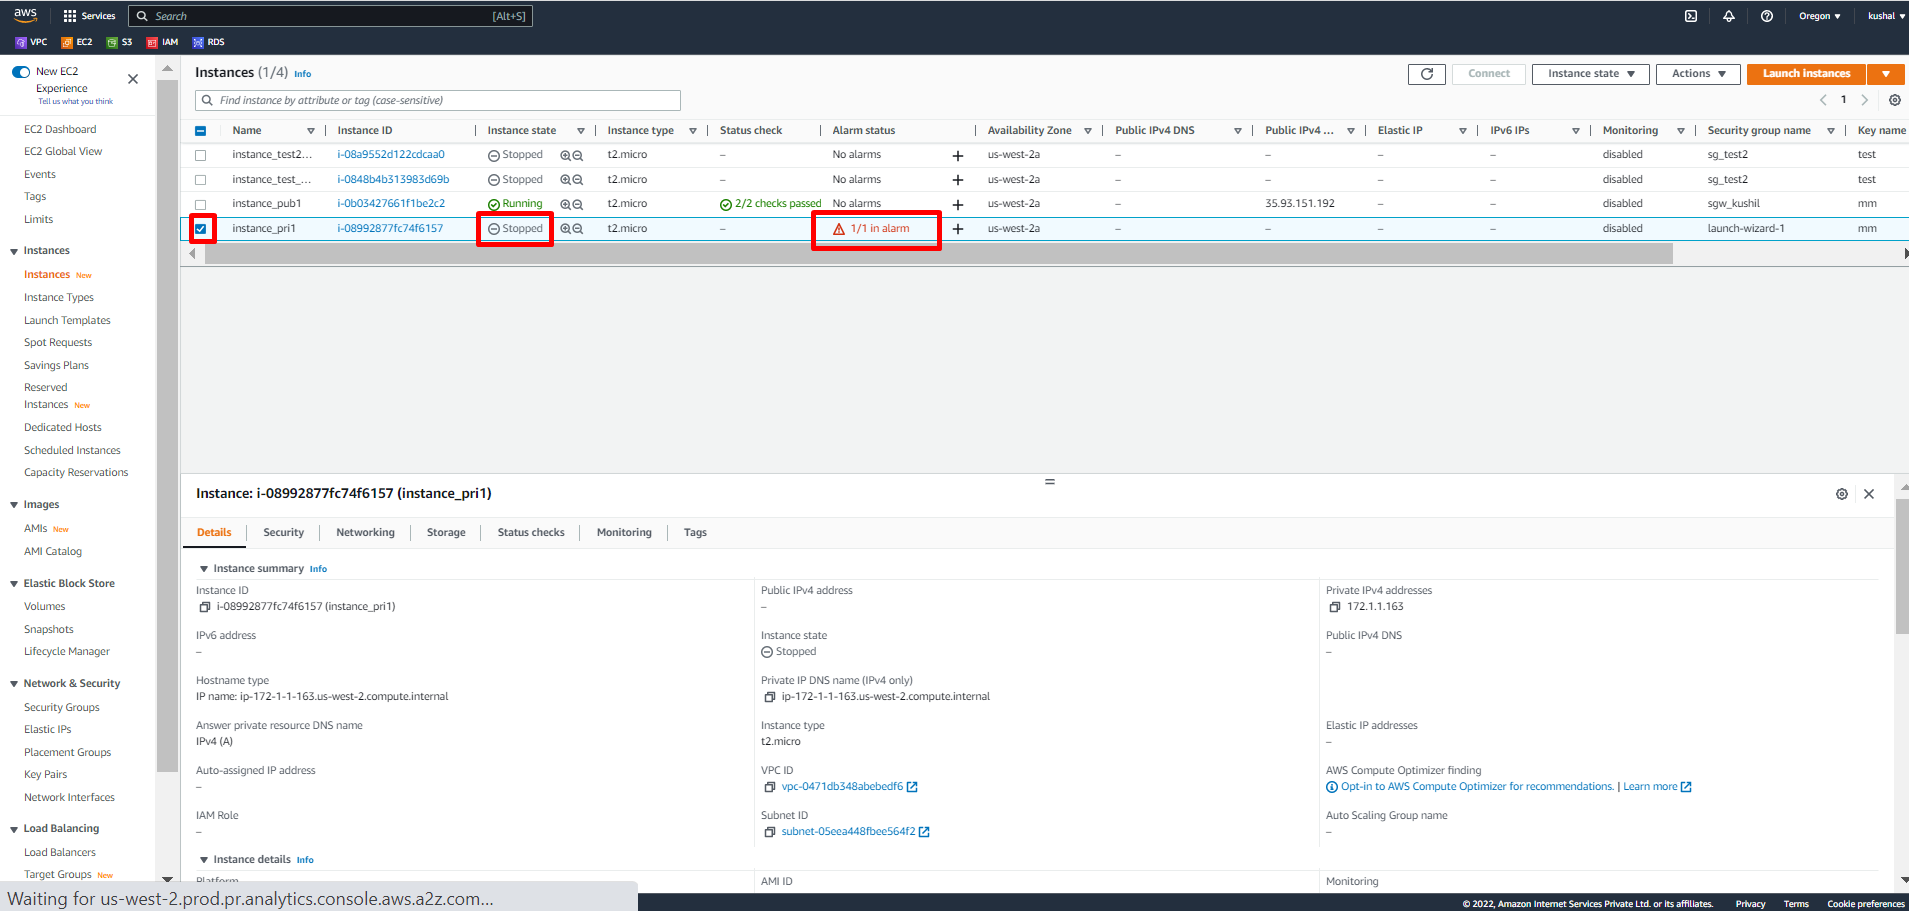 aws Services Search [Alt+S] Oregon ▼ kushal ▼
VPC EC2 S3 IAM RDS
New EC2
Experience
Tell us what you think
EC2 Dashboard
EC2 Global View
Events
Tags
Limits
Instances
Instances New
Instance Types
Launch Templates
Spot Requests
Savings Plans
Reserved
Instances New
Dedicated Hosts
Scheduled Instances
Capacity Reservations
Images
AMIs New
AMI Catalog
Elastic Block Store
Volumes
Snapshots
Lifecycle Manager
Network & Security
Security Groups
Elastic IPs
Placement Groups
Key Pairs
Network Interfaces
Load Balancing
Load Balancers
Target Groups New
Instances (1/4) Info Connect Instance state ▼ Actions ▼ Launch instances ▼
Find instance by attribute or tag (case-sensitive) 1
Name Instance ID Instance state Instance type Status check Alarm status Availability Zone Public IPv4 DNS Public IPv4 ... Elastic IP IPv6 IPs Monitoring Security group name Key name
instance_test2... i-08a9552d122cdcaa0 Stopped t2.micro – No alarms + us-west-2a – – – – disabled sg_test2 test
instance_test_... i-0848b4b313983d69b Stopped t2.micro – No alarms + us-west-2a – – – – disabled sg_test2 test
instance_pub1 i-0b03427661f1be2c2 Running t2.micro 2/2 checks passed No alarms + us-west-2a – 35.93.151.192 – – disabled sgw_kushil mm
instance_pri1 i-08992877fc74f6157 Stopped t2.micro – 1/1 in alarm + us-west-2a – – – – disabled launch-wizard-1 mm
Instance: i-08992877fc74f6157 (instance_pri1)
Details Security Networking Storage Status checks Monitoring Tags
Instance summary Info
Instance ID Public IPv4 address Private IPv4 addresses
i-08992877fc74f6157 (instance_pri1) – 172.1.1.163
IPv6 address Instance state Public IPv4 DNS
– Stopped –
Hostname type Private IP DNS name (IPv4 only)
IP name: ip-172-1-1-163.us-west-2.compute.internal ip-172-1-1-163.us-west-2.compute.internal
Answer private resource DNS name Instance type Elastic IP addresses
IPv4 (A) t2.micro –
Auto-assigned IP address VPC ID AWS Compute Optimizer finding
– vpc-0471db348abebedf6 Opt-in to AWS Compute Optimizer for recommendations. | Learn more
IAM Role Subnet ID Auto Scaling Group name
– subnet-05eea448fbee564f2 –
Instance details Info
Platform AMI ID Monitoring
Waiting for us-west-2.prod.pr.analytics.console.aws.a2z.com...
© 2022, Amazon Internet Services Private Ltd. or its affiliates. Privacy Terms Cookie preferences